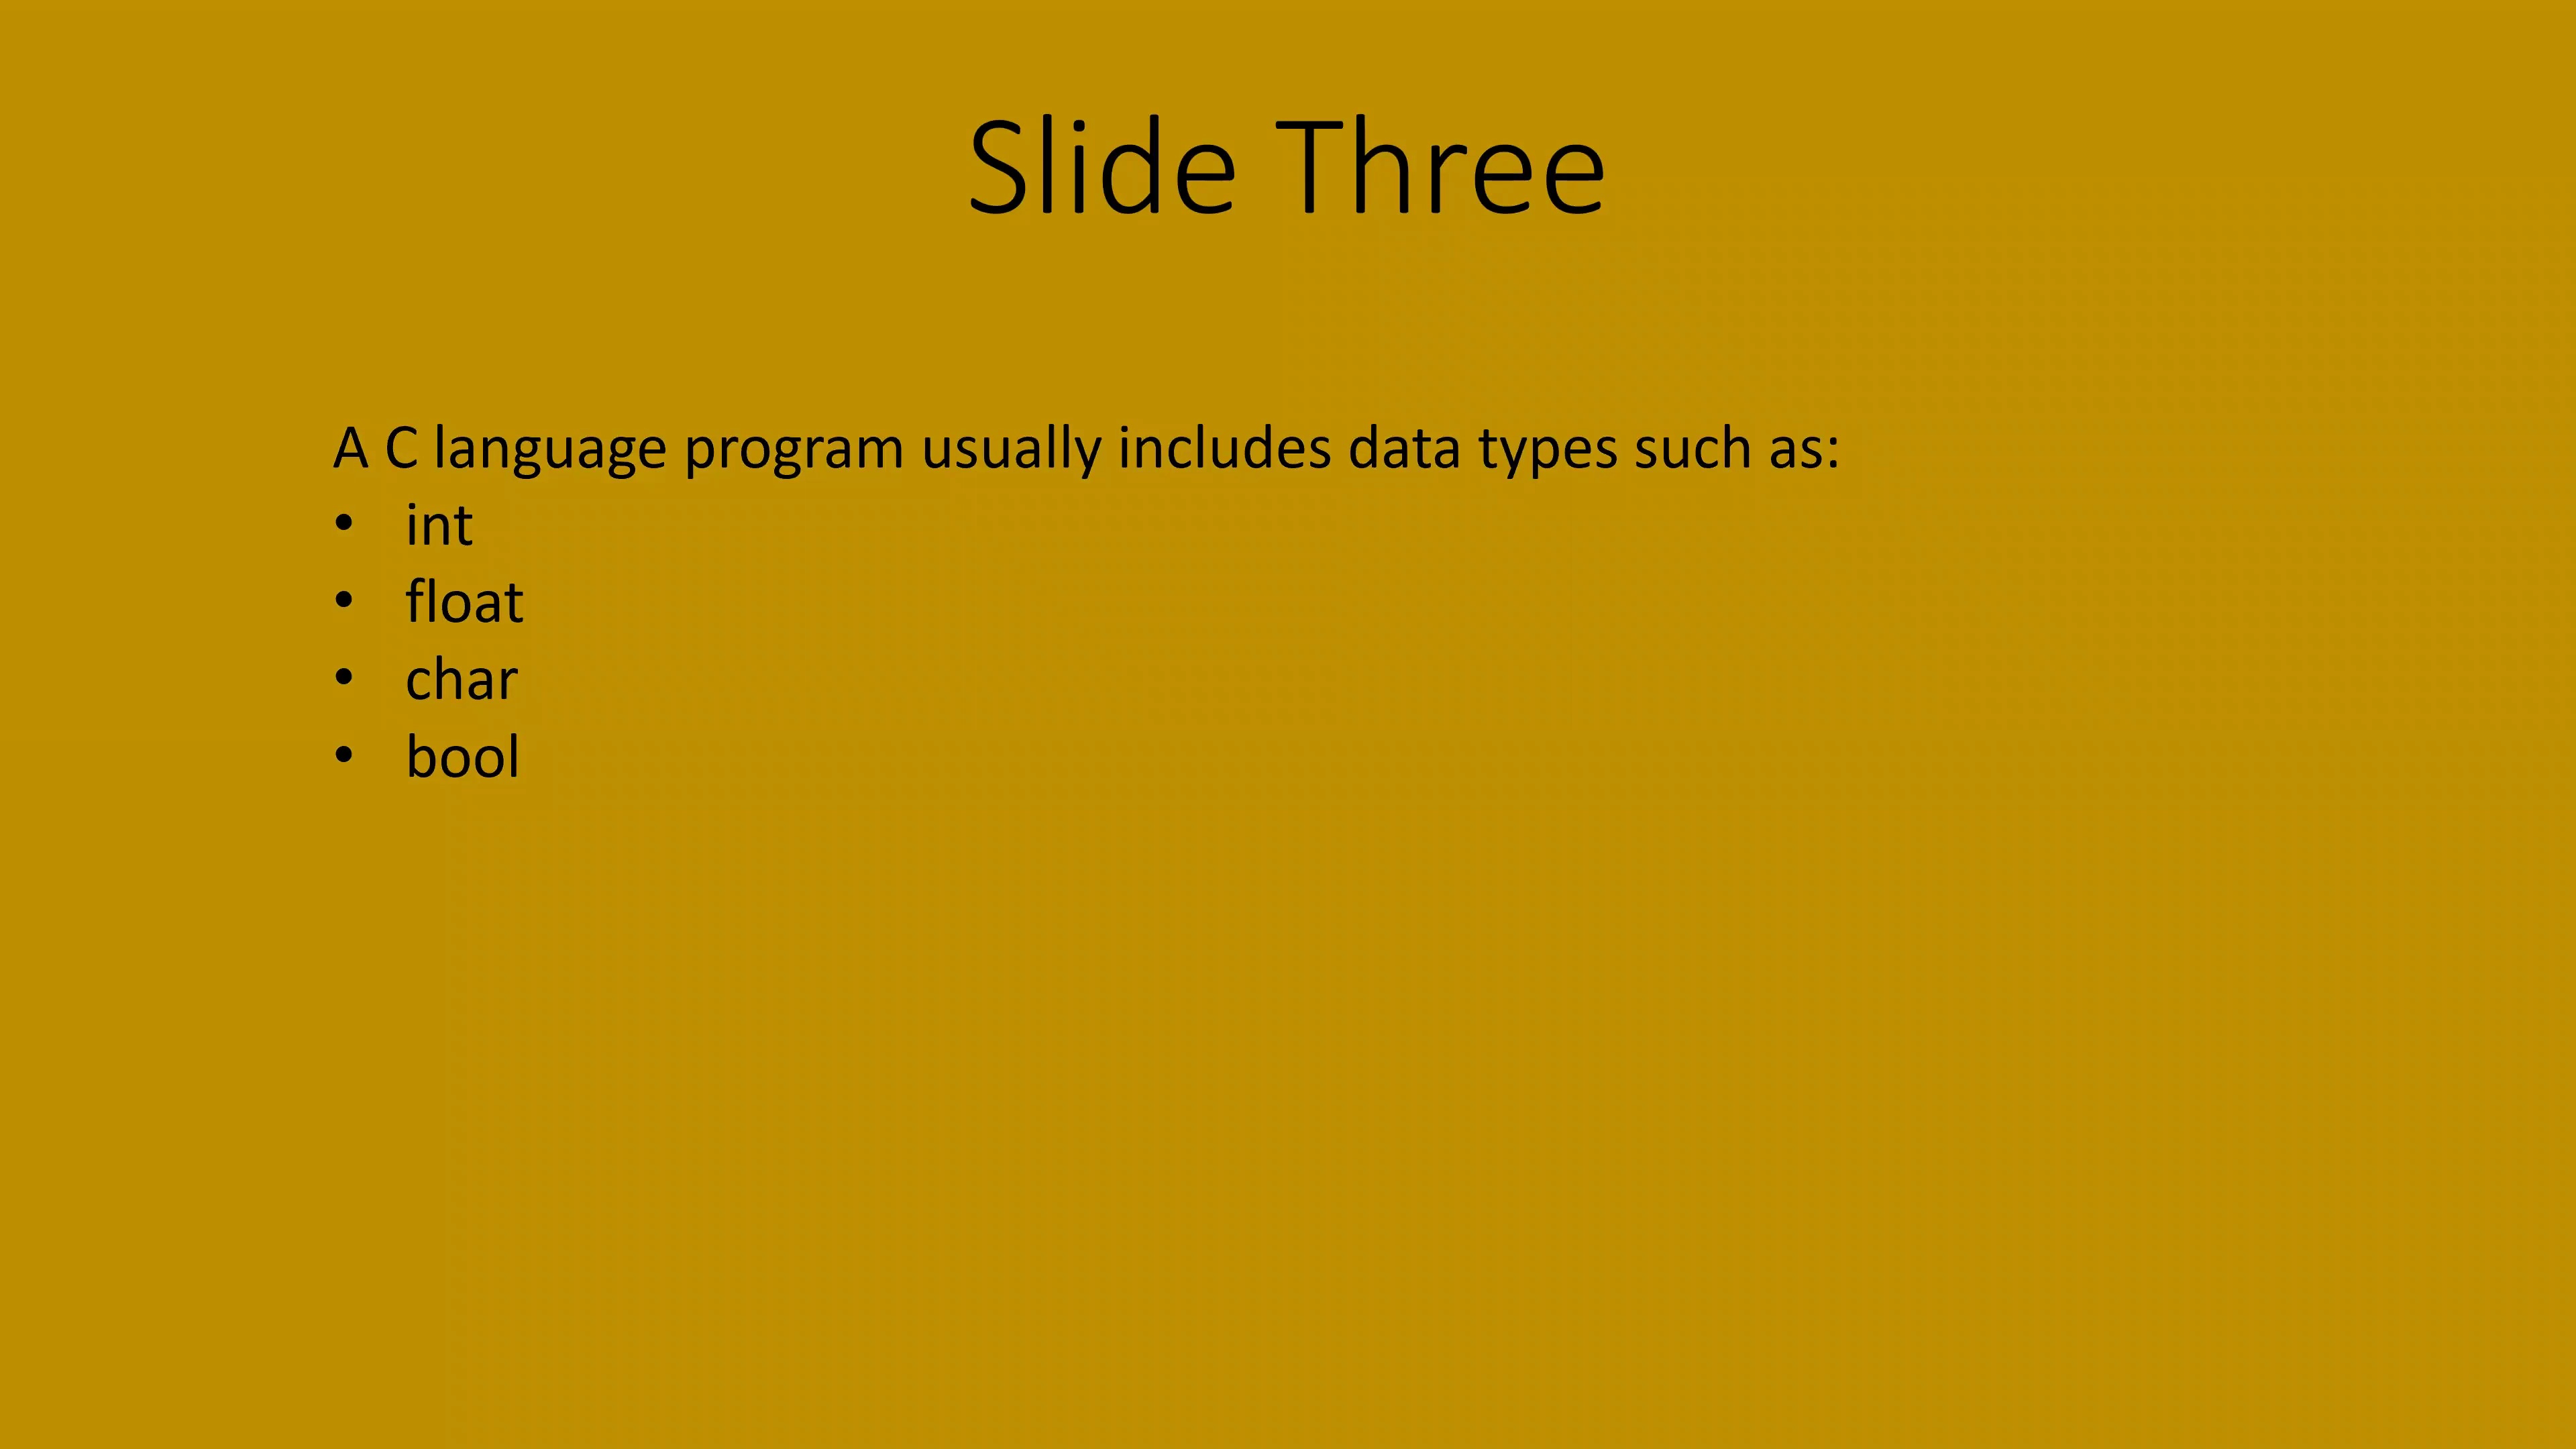 Slide Three
A C language program usually includes data types such as:
• int
• float
• char
• bool